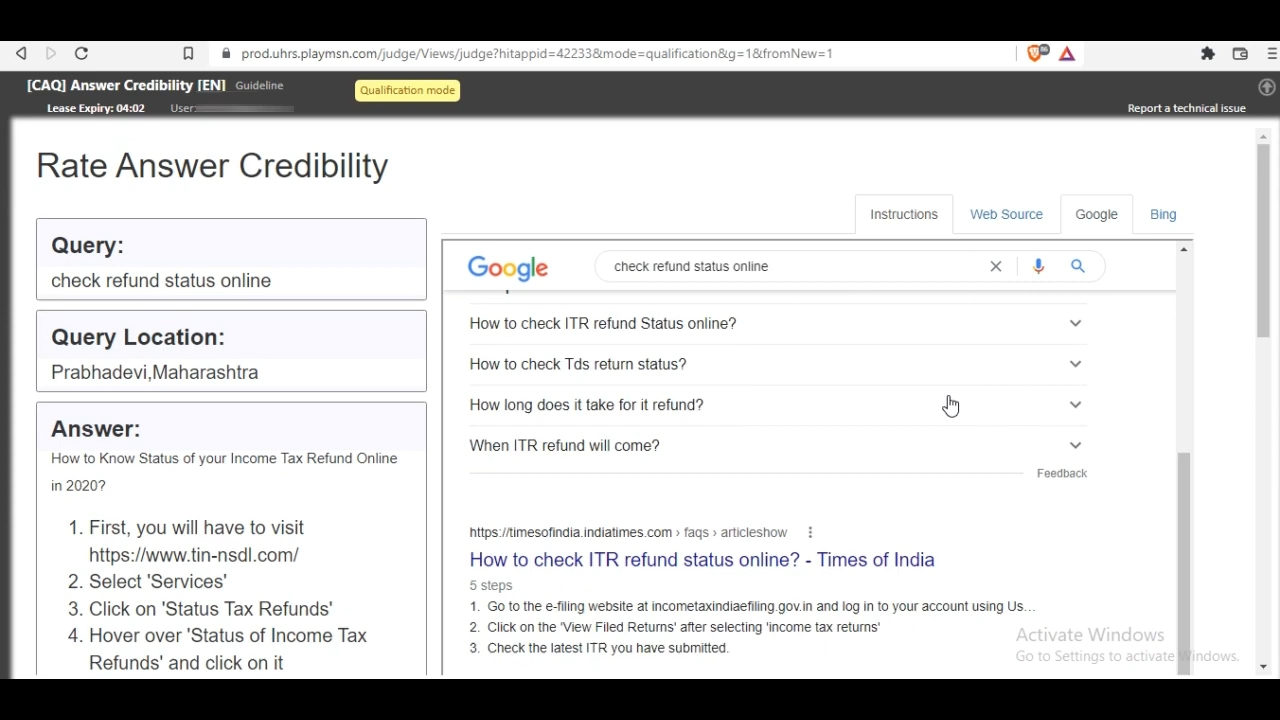 prod.uhrs.playmsn.com/judge/Views/judge?hitappid=42233&mode=qualification&g=1&fromNew=1
[CAQ] Answer Credibility [EN] Guideline
Qualification mode
Lease Expiry: 04:02 User:
Report a technical issue
Rate Answer Credibility
Instructions Web Source Google Bing
Query:
check refund status online
Query Location:
Prabhadevi,Maharashtra
Answer:
How to Know Status of your Income Tax Refund Online
in 2020?
1. First, you will have to visit
https://www.tin-nsdl.com/
2. Select 'Services'
3. Click on 'Status Tax Refunds'
4. Hover over 'Status of Income Tax
Refunds' and click on it
Google
check refund status online
How to check ITR refund Status online?
How to check Tds return status?
How long does it take for it refund?
When ITR refund will come?
Feedback
https://timesofindia.indiatimes.com › faqs › articleshow
How to check ITR refund status online? - Times of India
5 steps
1. Go to the e-filing website at incometaxindiaefiling.gov.in and log in to your account using Us...
2. Click on the 'View Filed Returns' after selecting 'income tax returns'
3. Check the latest ITR you have submitted.
Activate Windows
Go to Settings to activate Windows.